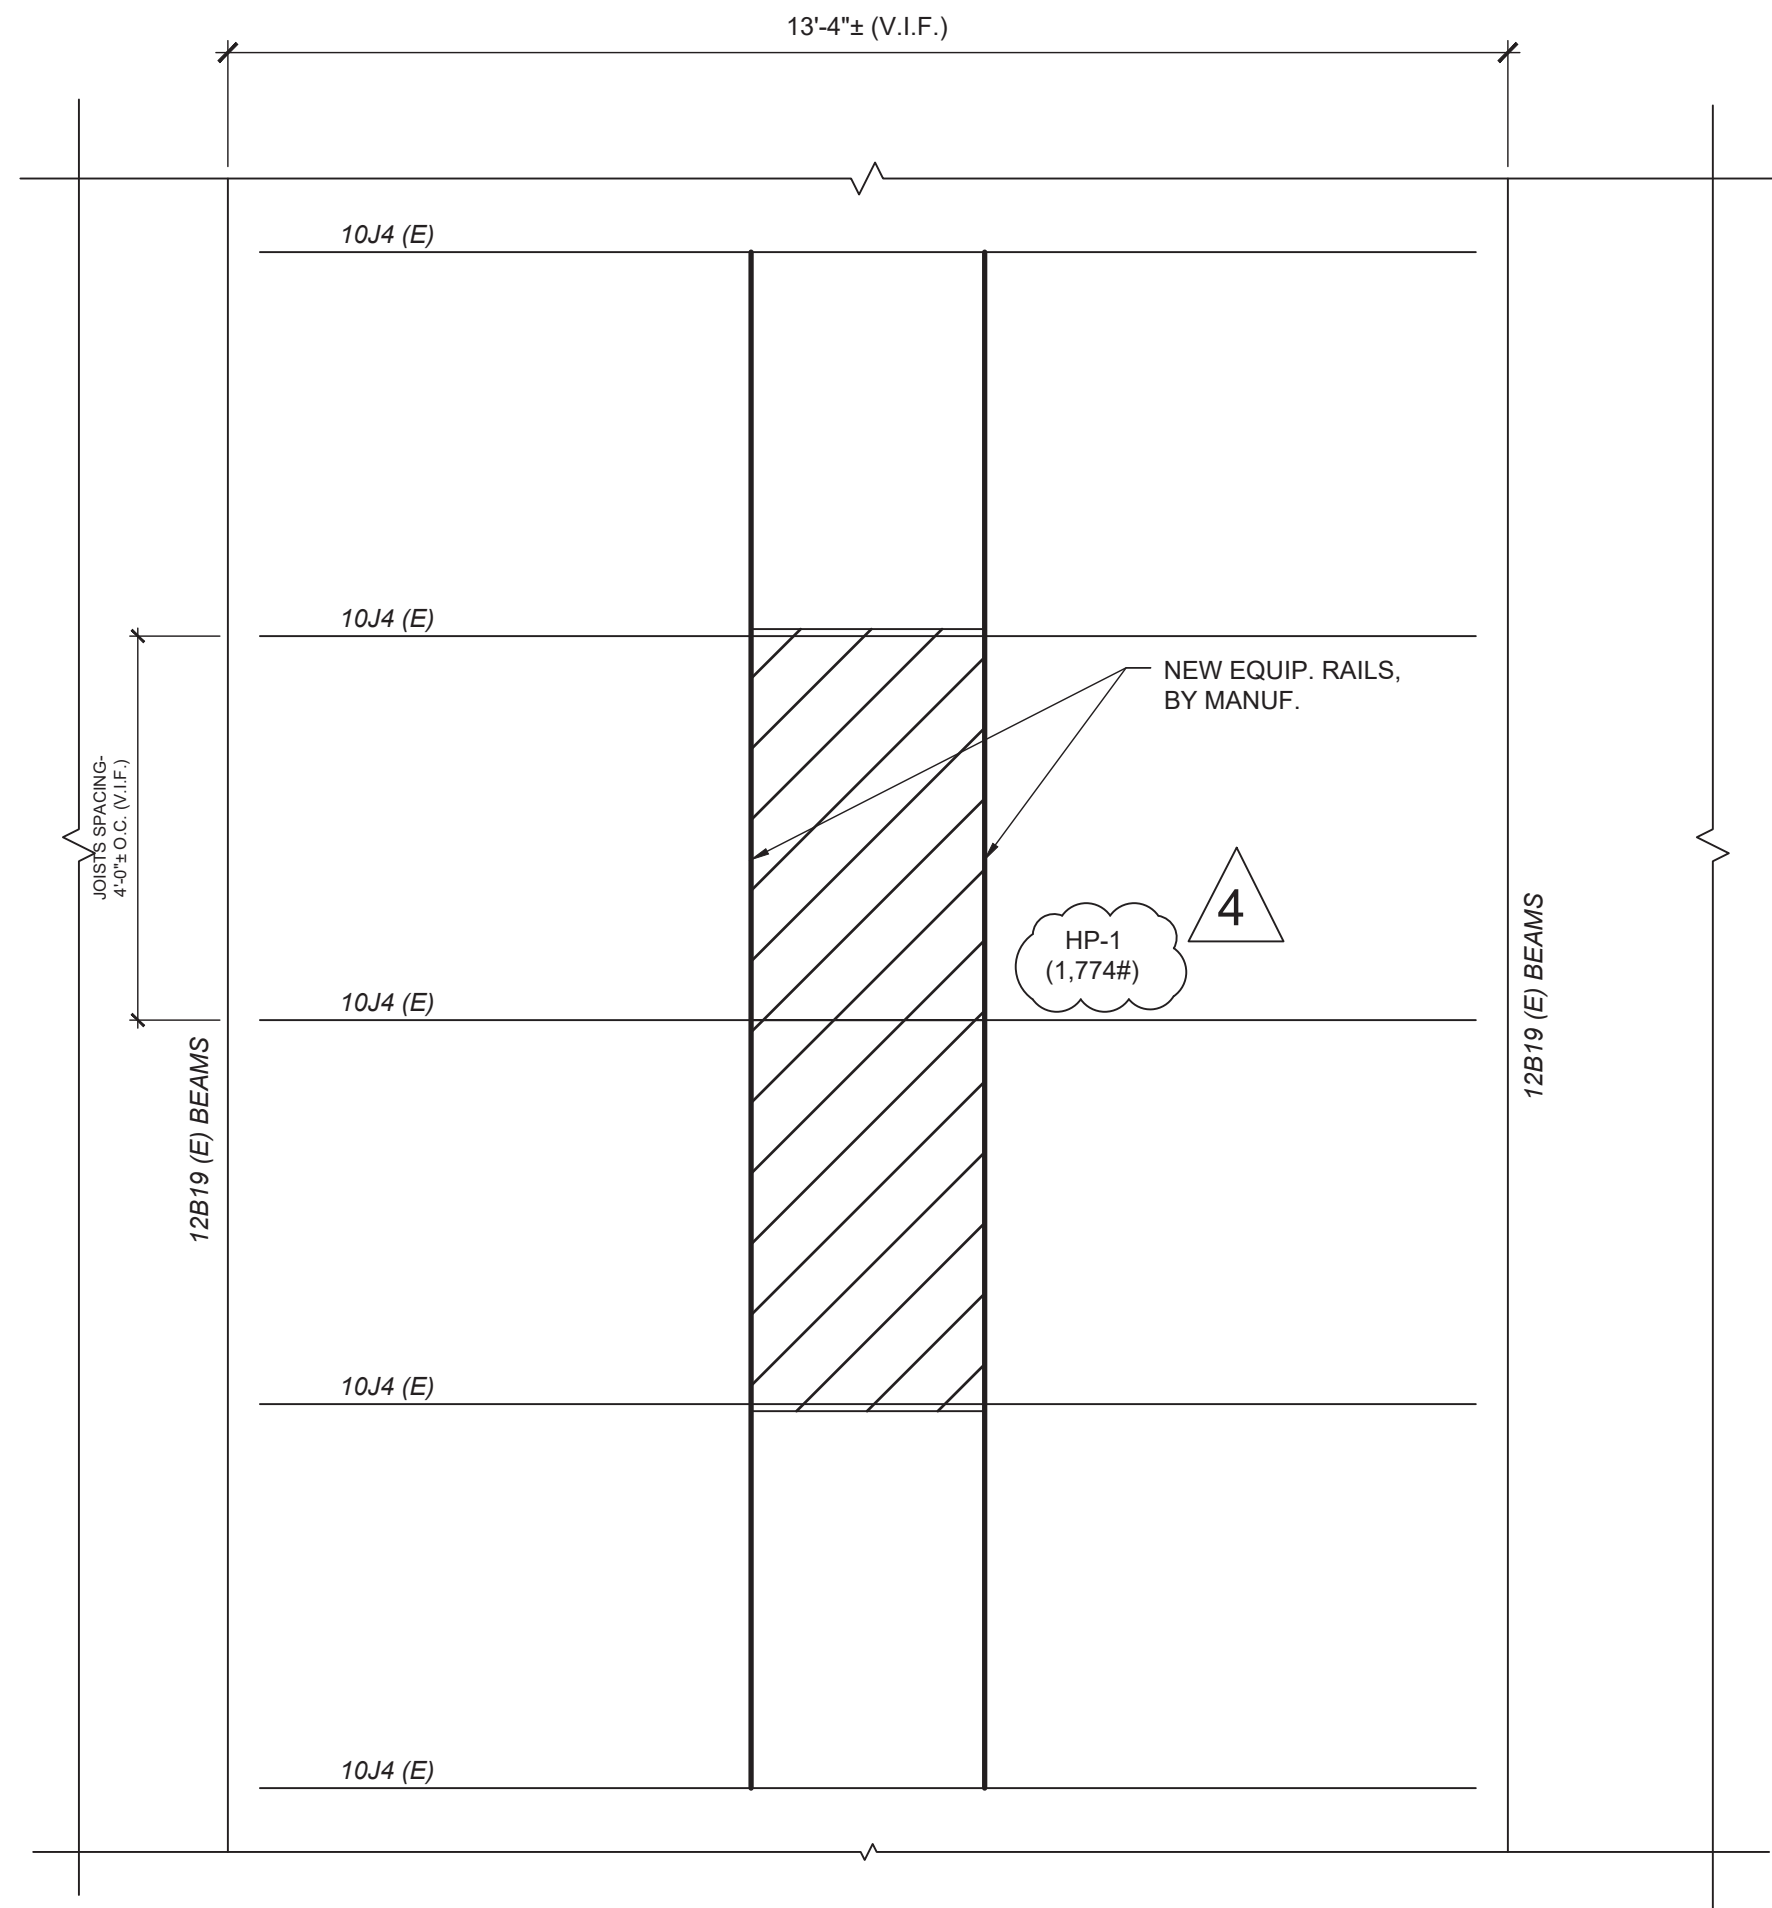 13'-4"± (V.I.F.)
10J4 (E)
10J4 (E)
NEW EQUIP. RAILS,
BY MANUF.
JOISTS SPACING-
4'-0"± O.C. (V.I.F.)
4
HP-1
(1,774#)
12B19 (E) BEAMS
10J4 (E)
12B19 (E) BEAMS
10J4 (E)
10J4 (E)